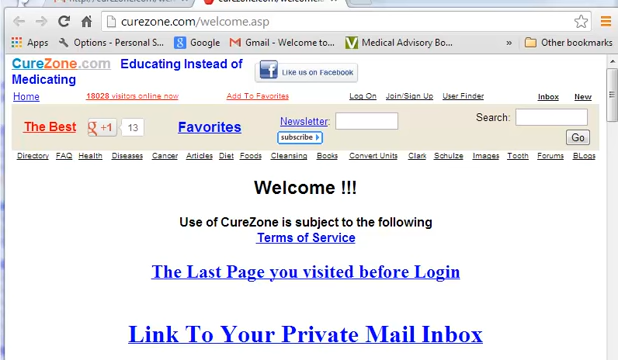 curezone.com/welcome.asp
Apps Options - Personal S... Google Gmail - Welcome to... Medical Advisory Bo... » Other bookmarks
CureZone.com Educating Instead of Medicating
Like us on Facebook
Home 18028 visitors online now Add To Favorites Log On Join/Sign Up User Finder Inbox New
The Best +1 13 Favorites Newsletter: subscribe Search: Go
Directory FAQ Health Diseases Cancer Articles Diet Foods Cleansing Books Convert Units Clark Schulze Images Tooth Forums BLogs
Welcome !!!
Use of CureZone is subject to the following
Terms of Service
The Last Page you visited before Login
Link To Your Private Mail Inbox